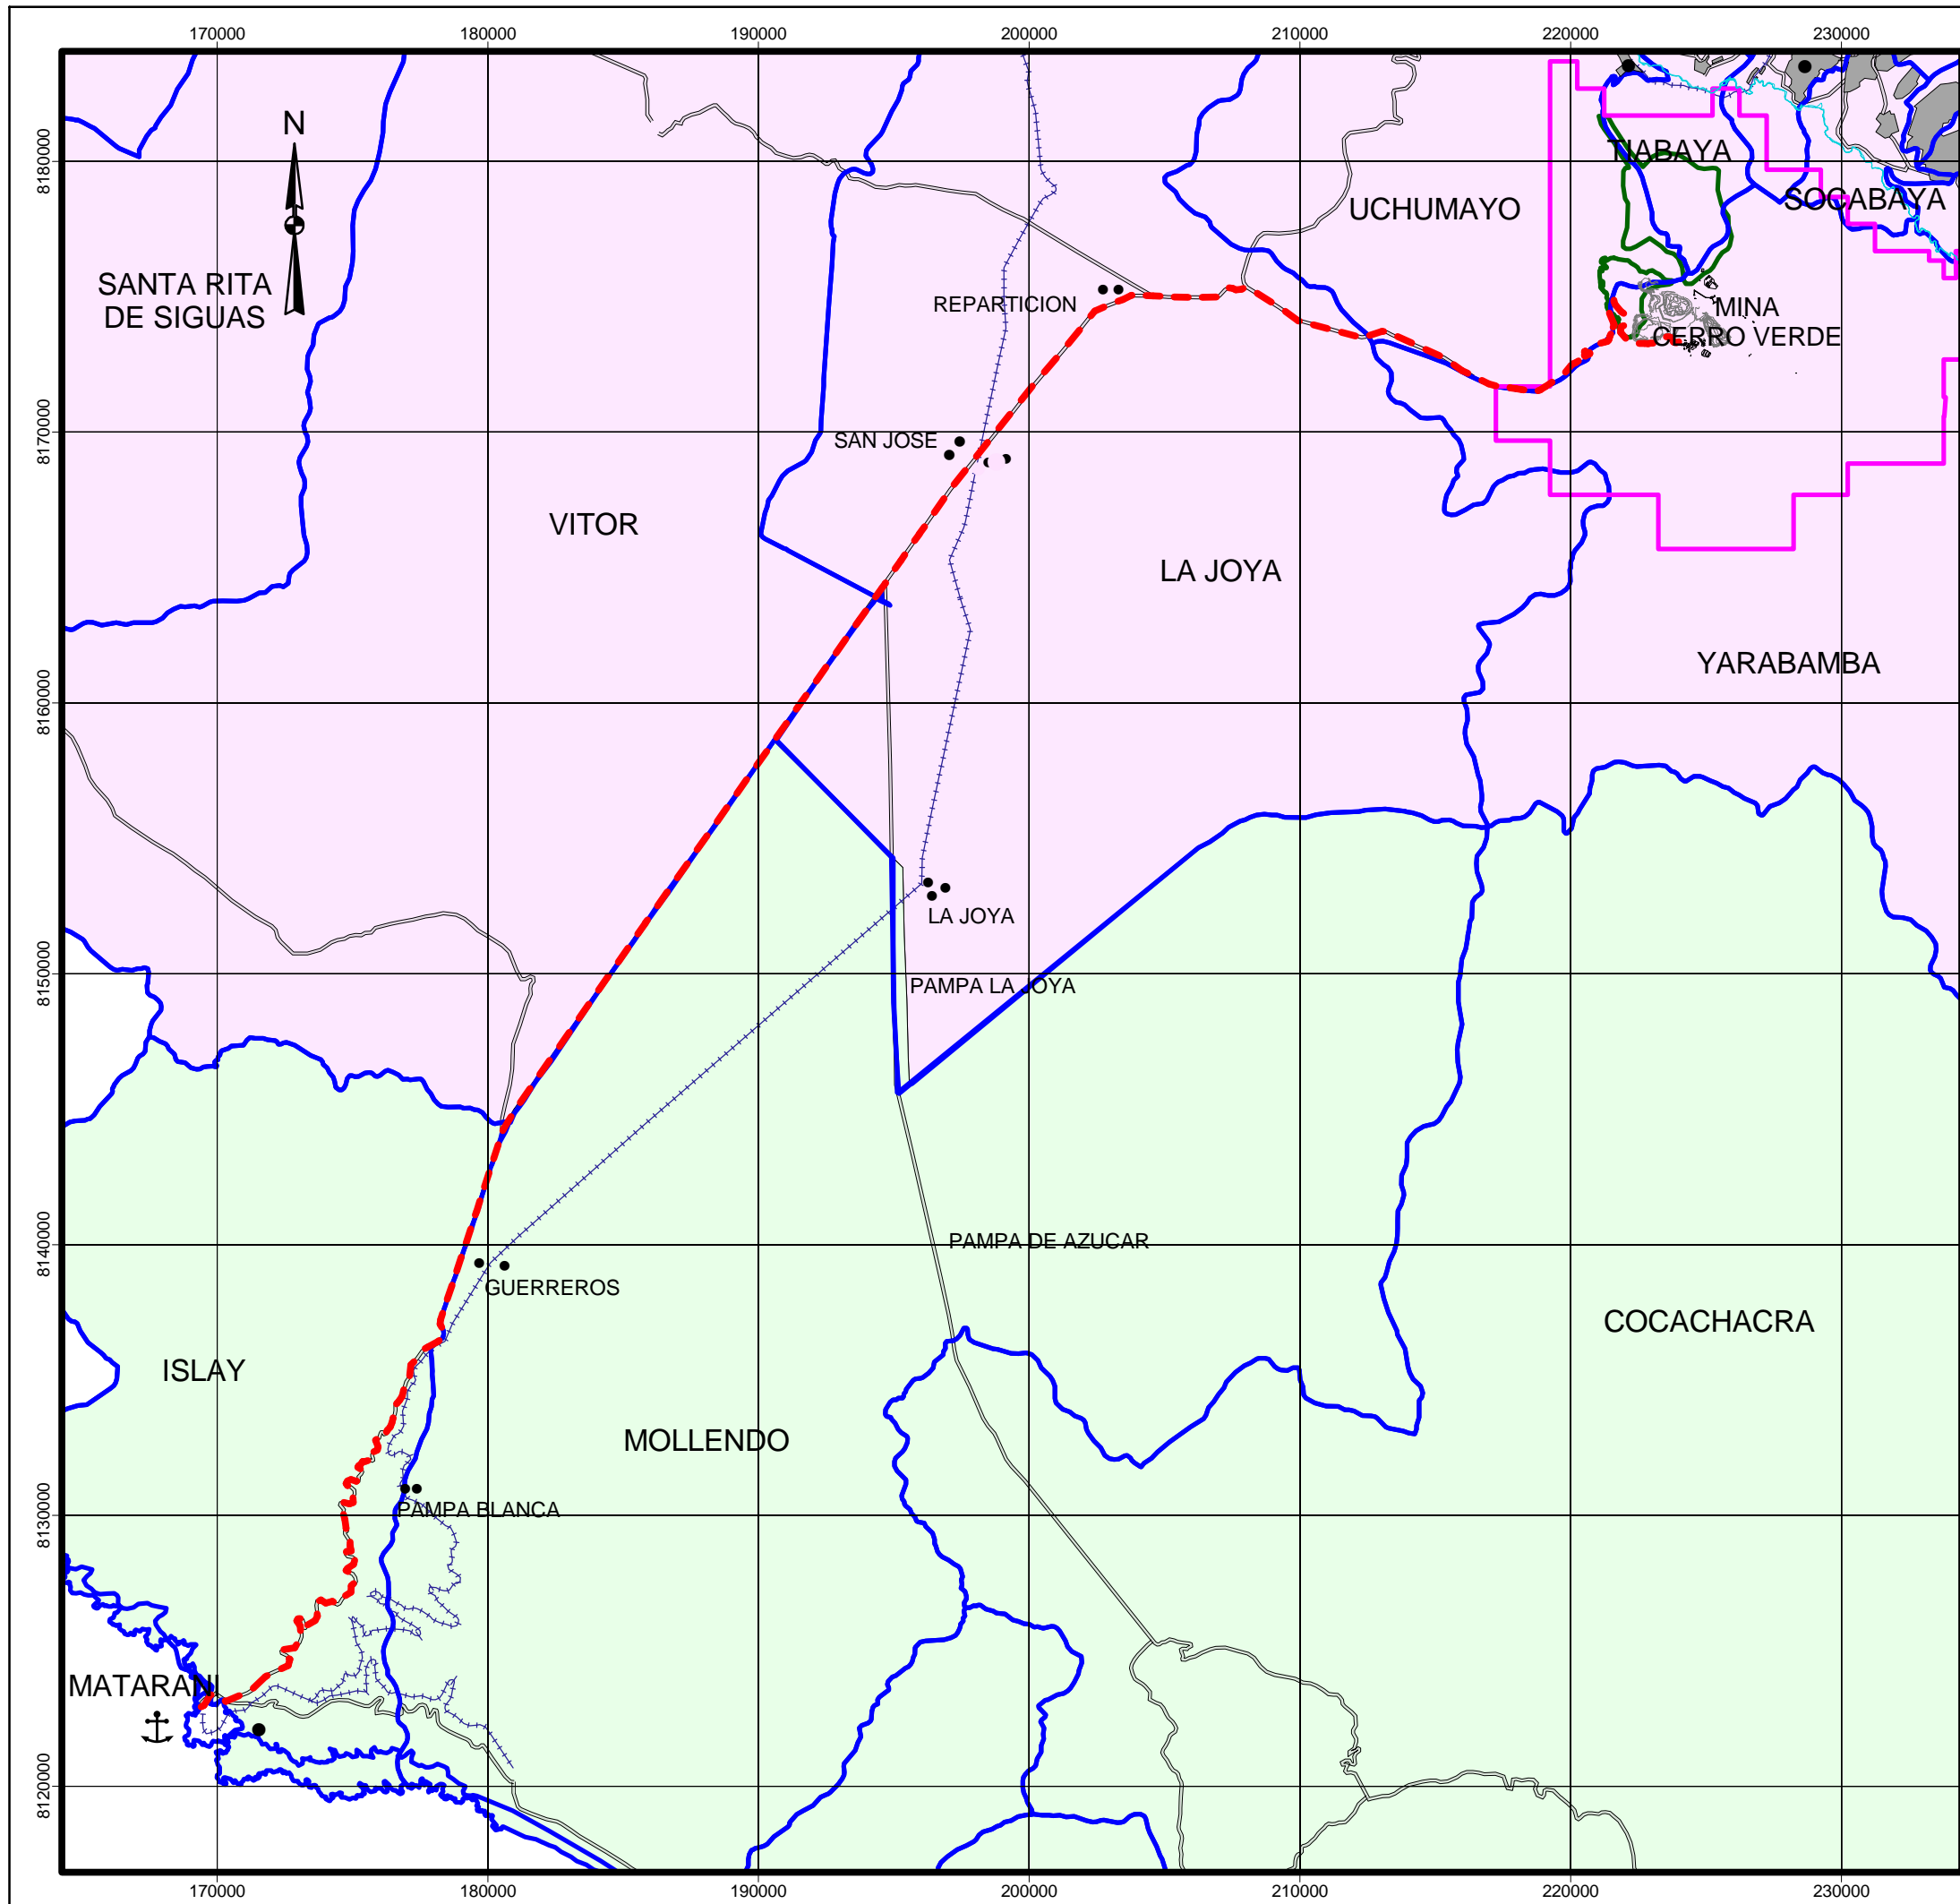 170000
180000
190000
200000
210000
220000
230000
N
TIABAYA
8180000
SOCABAYA
UCHUMAYO
SANTA RITA
DE SIGUAS
REPARTICION
MINA
CERRO VERDE
8170000
SAN JOSE
VITOR
LA JOYA
YARABAMBA
8160000
LA JOYA
8150000
PAMPA LA JOYA
8140000
PAMPA DE AZUCAR
GUERREROS
COCACHACRA
ISLAY
MOLLENDO
8130000
PAMPA BLANCA
MATARANI
8120000
170000
180000
190000
200000
210000
220000
230000